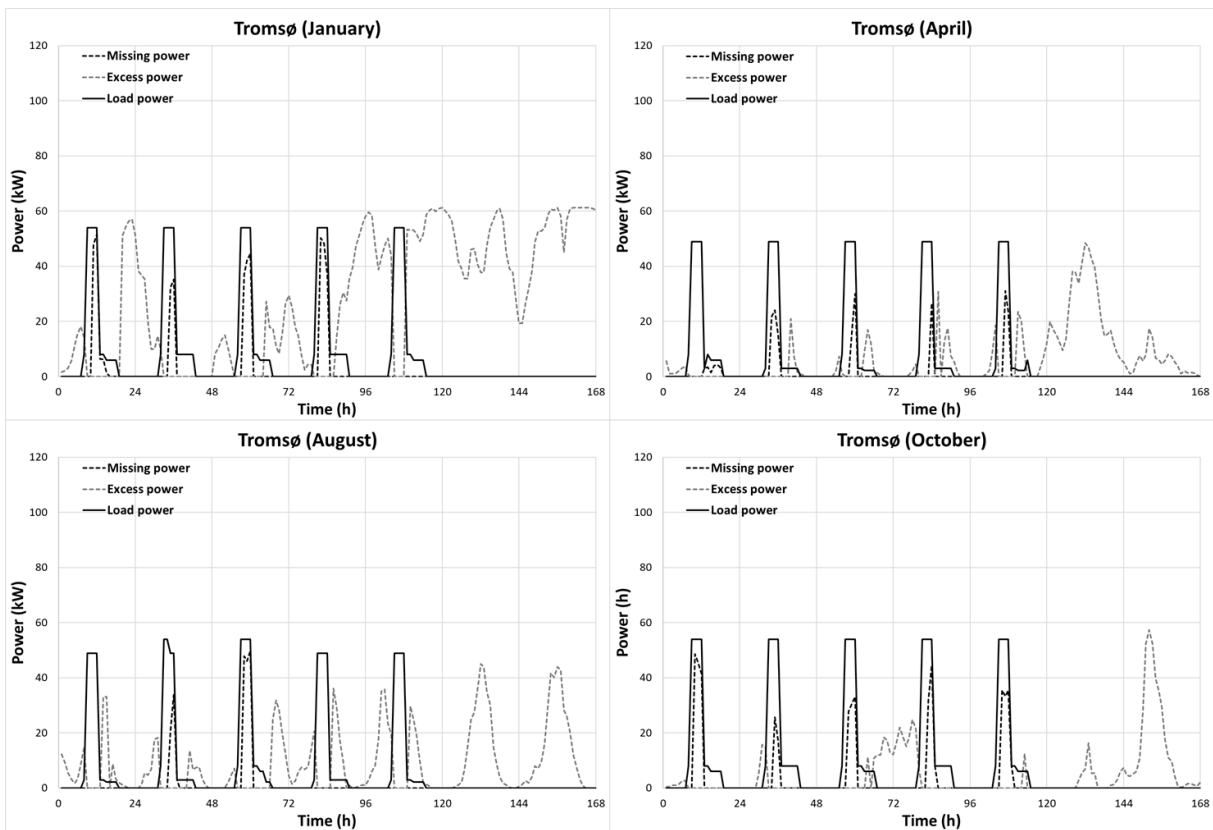 Tromsø (January)
120
100
80
60
40
20
0
Power (kW)
Missing power
Excess power
Load power
0 24 48 72 96 120 144 168
Time (h)
Tromsø (April)
120
100
80
60
40
20
0
Power (kW)
Missing power
Excess power
Load power
0 24 48 72 96 120 144 168
Time (h)
Tromsø (August)
120
100
80
60
40
20
0
Power (kW)
Missing power
Excess power
Load power
0 24 48 72 96 120 144 168
Time (h)
Tromsø (October)
120
100
80
60
40
20
0
Power (h)
Missing power
Excess power
Load power
0 24 48 72 96 120 144 168
Time (h)